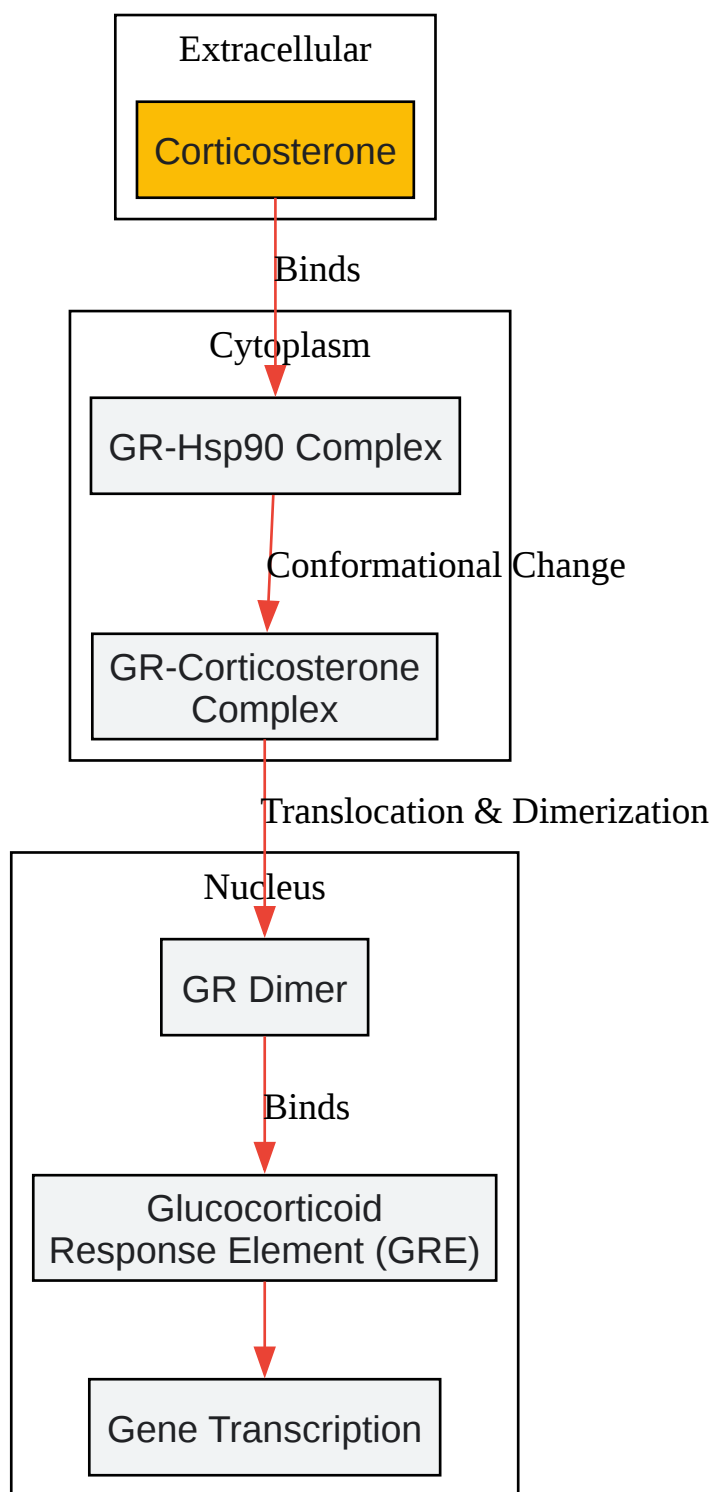 Extracellular
Corticosterone
Binds
Cytoplasm
GR-Hsp90 Complex
Conformational Change
GR-Corticosterone
Complex
Translocation & Dimerization
Nucleus
GR Dimer
Binds
Glucocorticoid
Response Element (GRE)
Gene Transcription